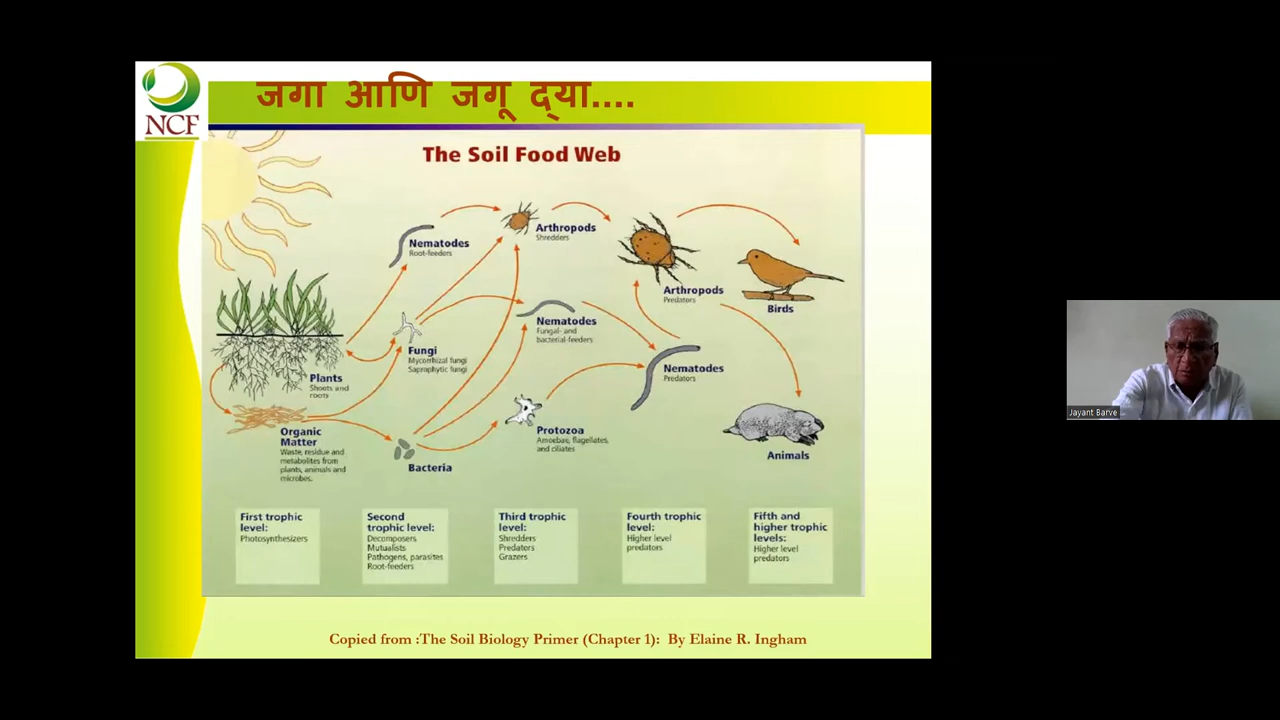 NCF
जगा आणि जगू द्या....
The Soil Food Web
Nematodes
Root-feeders
Arthropods
Shredders
Arthropods
Predators
Birds
Fungi
Mycorrhizal fungi
Saprophytic fungi
Nematodes
Fungal- and
bacterial-feeders
Nematodes
Predators
Plants
Shoots and
roots
Organic
Matter
Waste, residue and
metabolites from
plants, animals and
microbes.
Bacteria
Protozoa
Amoebae, flagellates,
and ciliates
Animals
First trophic
level:
Photosynthesizers
Second
trophic level:
Decomposers
Mutualists
Pathogens, parasites
Root-feeders
Third trophic
level:
Shredders
Predators
Grazers
Fourth trophic
level:
Higher level
predators
Fifth and
higher trophic
levels:
Higher level
predators
Copied from :The Soil Biology Primer (Chapter 1): By Elaine R. Ingham
Jayant Barve